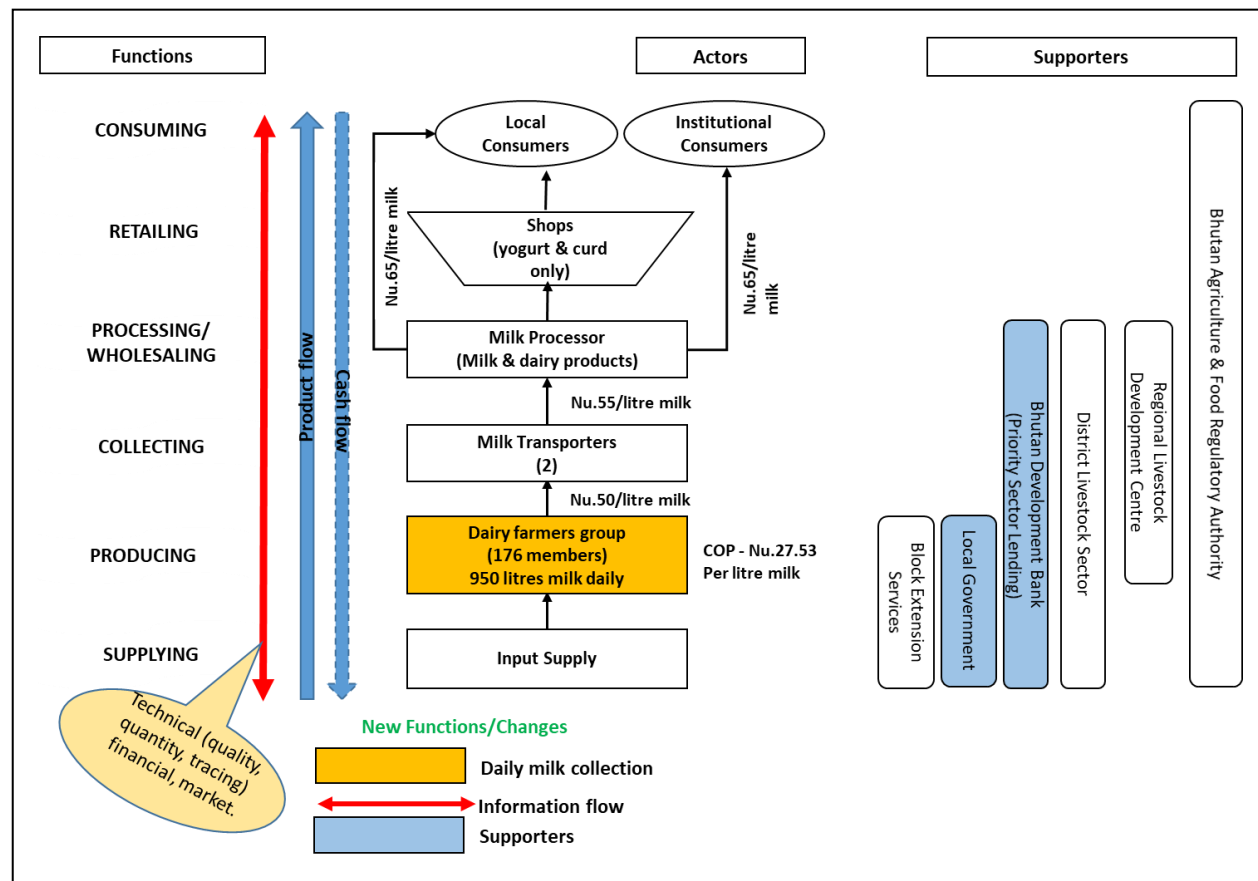 Functions
Actors
Supporters
CONSUMING
RETAILING
PROCESSING/
WHOLESALING
COLLECTING
PRODUCING
SUPPLYING
Product flow
Cash flow
Technical (quality,
quantity, tracing)
financial, market.
Local
Consumers
Institutional
Consumers
Nu.65/litre milk
Shops
(yogurt & curd
only)
Nu.65/litre
milk
Milk Processor
(Milk & dairy products)
Nu.55/litre milk
Milk Transporters
(2)
Nu.50/litre milk
Dairy farmers group
(176 members)
950 litres milk daily
COP - Nu.27.53
Per litre milk
Input Supply
Block Extension
Services
Local Government
Bhutan Development Bank
(Priority Sector Lending)
District Livestock Sector
Regional Livestock
Development Centre
Bhutan Agriculture & Food Regulatory Authority
New Functions/Changes
Daily milk collection
Information flow
Supporters